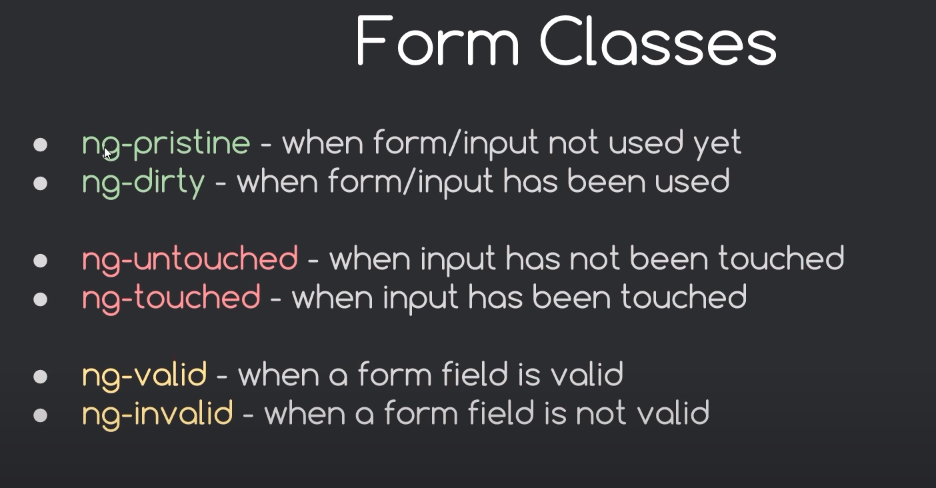 Form Classes
● ng-pristine - when form/input not used yet
● ng-dirty - when form/input has been used
● ng-untouched - when input has not been touched
● ng-touched - when input has been touched
● ng-valid - when a form field is valid
● ng-invalid - when a form field is not valid